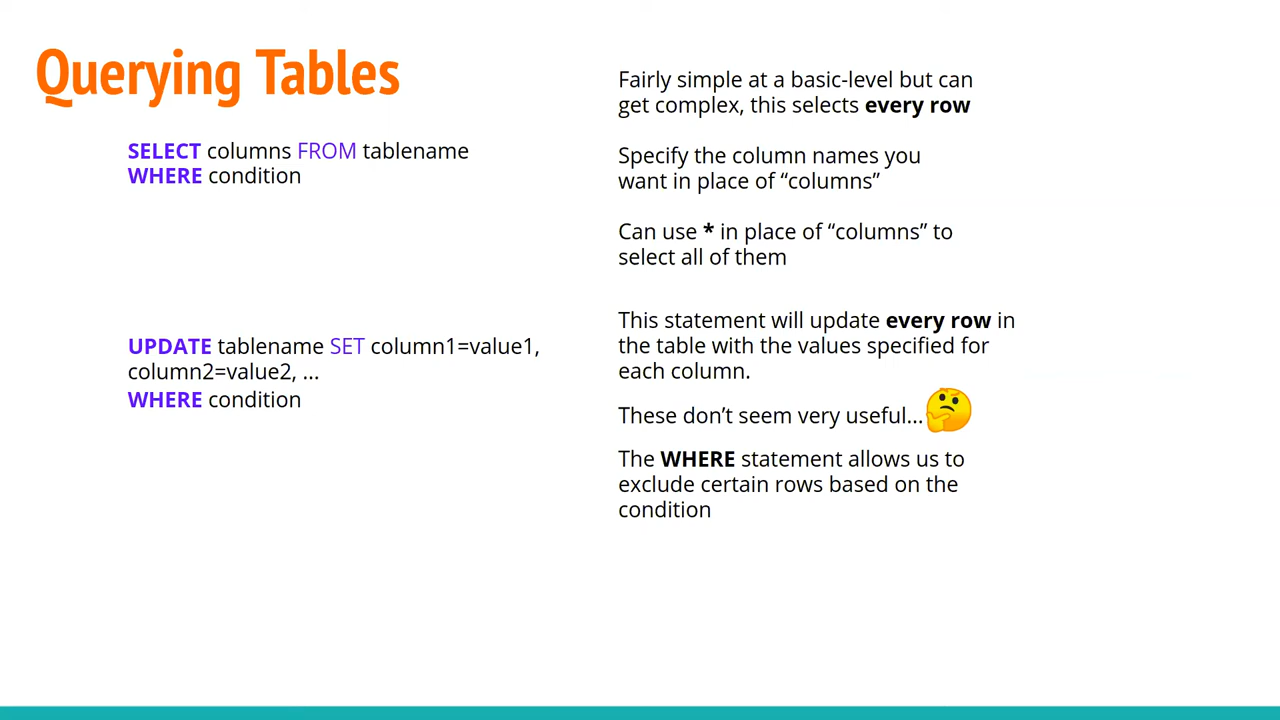 Querying Tables
SELECT columns FROM tablename
WHERE condition
UPDATE tablename SET column1=value1,
column2=value2, ...
WHERE condition
Fairly simple at a basic-level but can
get complex, this selects every row
Specify the column names you
want in place of “columns”
Can use * in place of “columns” to
select all of them
This statement will update every row in
the table with the values specified for
each column.
These don’t seem very useful...
The WHERE statement allows us to
exclude certain rows based on the
condition